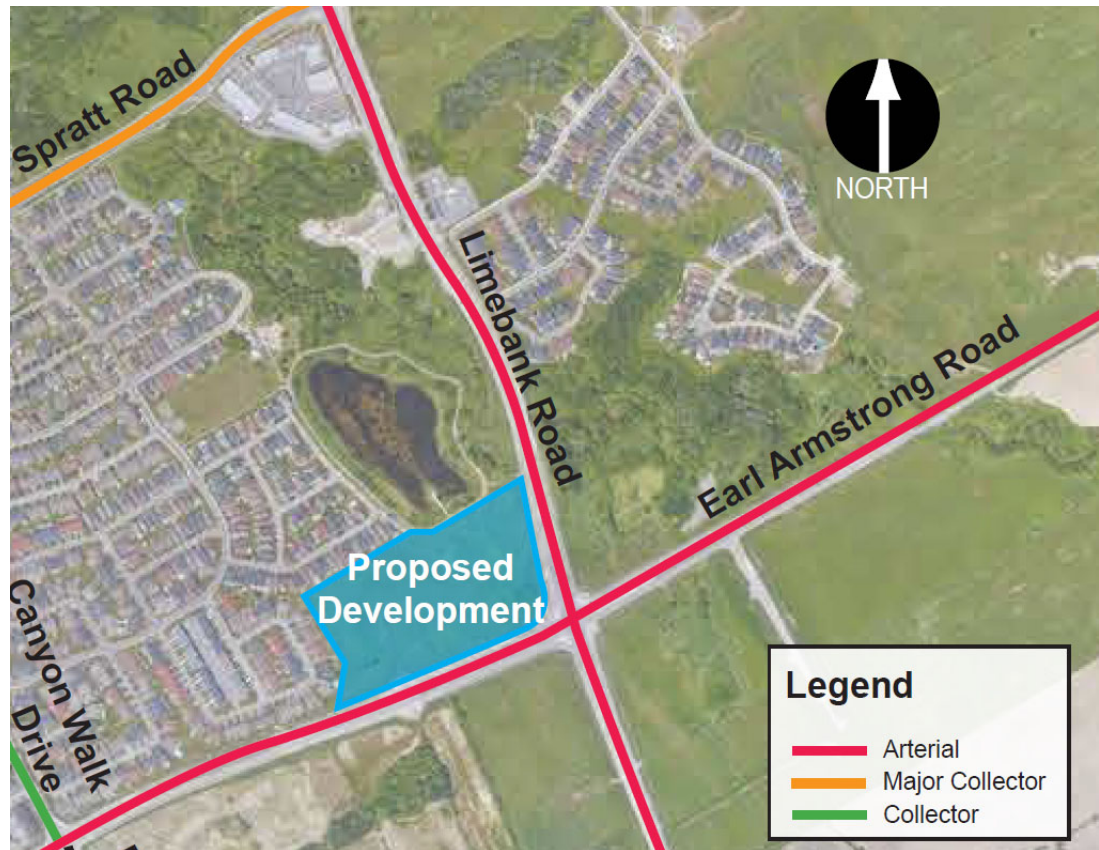 Spratt Road
NORTH
Limebank Road
Earl Armstrong Road
Proposed
Development
Canyon Walk
Drive
Legend
Arterial
Major Collector
Collector